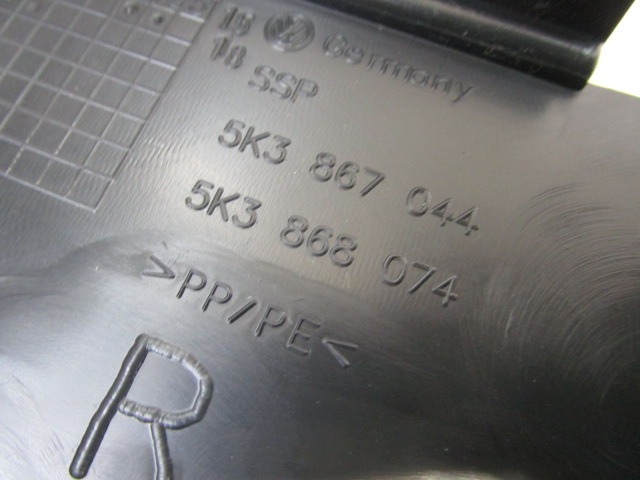 Germany
18 SSP
5K3 867 044
5K3 868 074
>PP/PE<
R